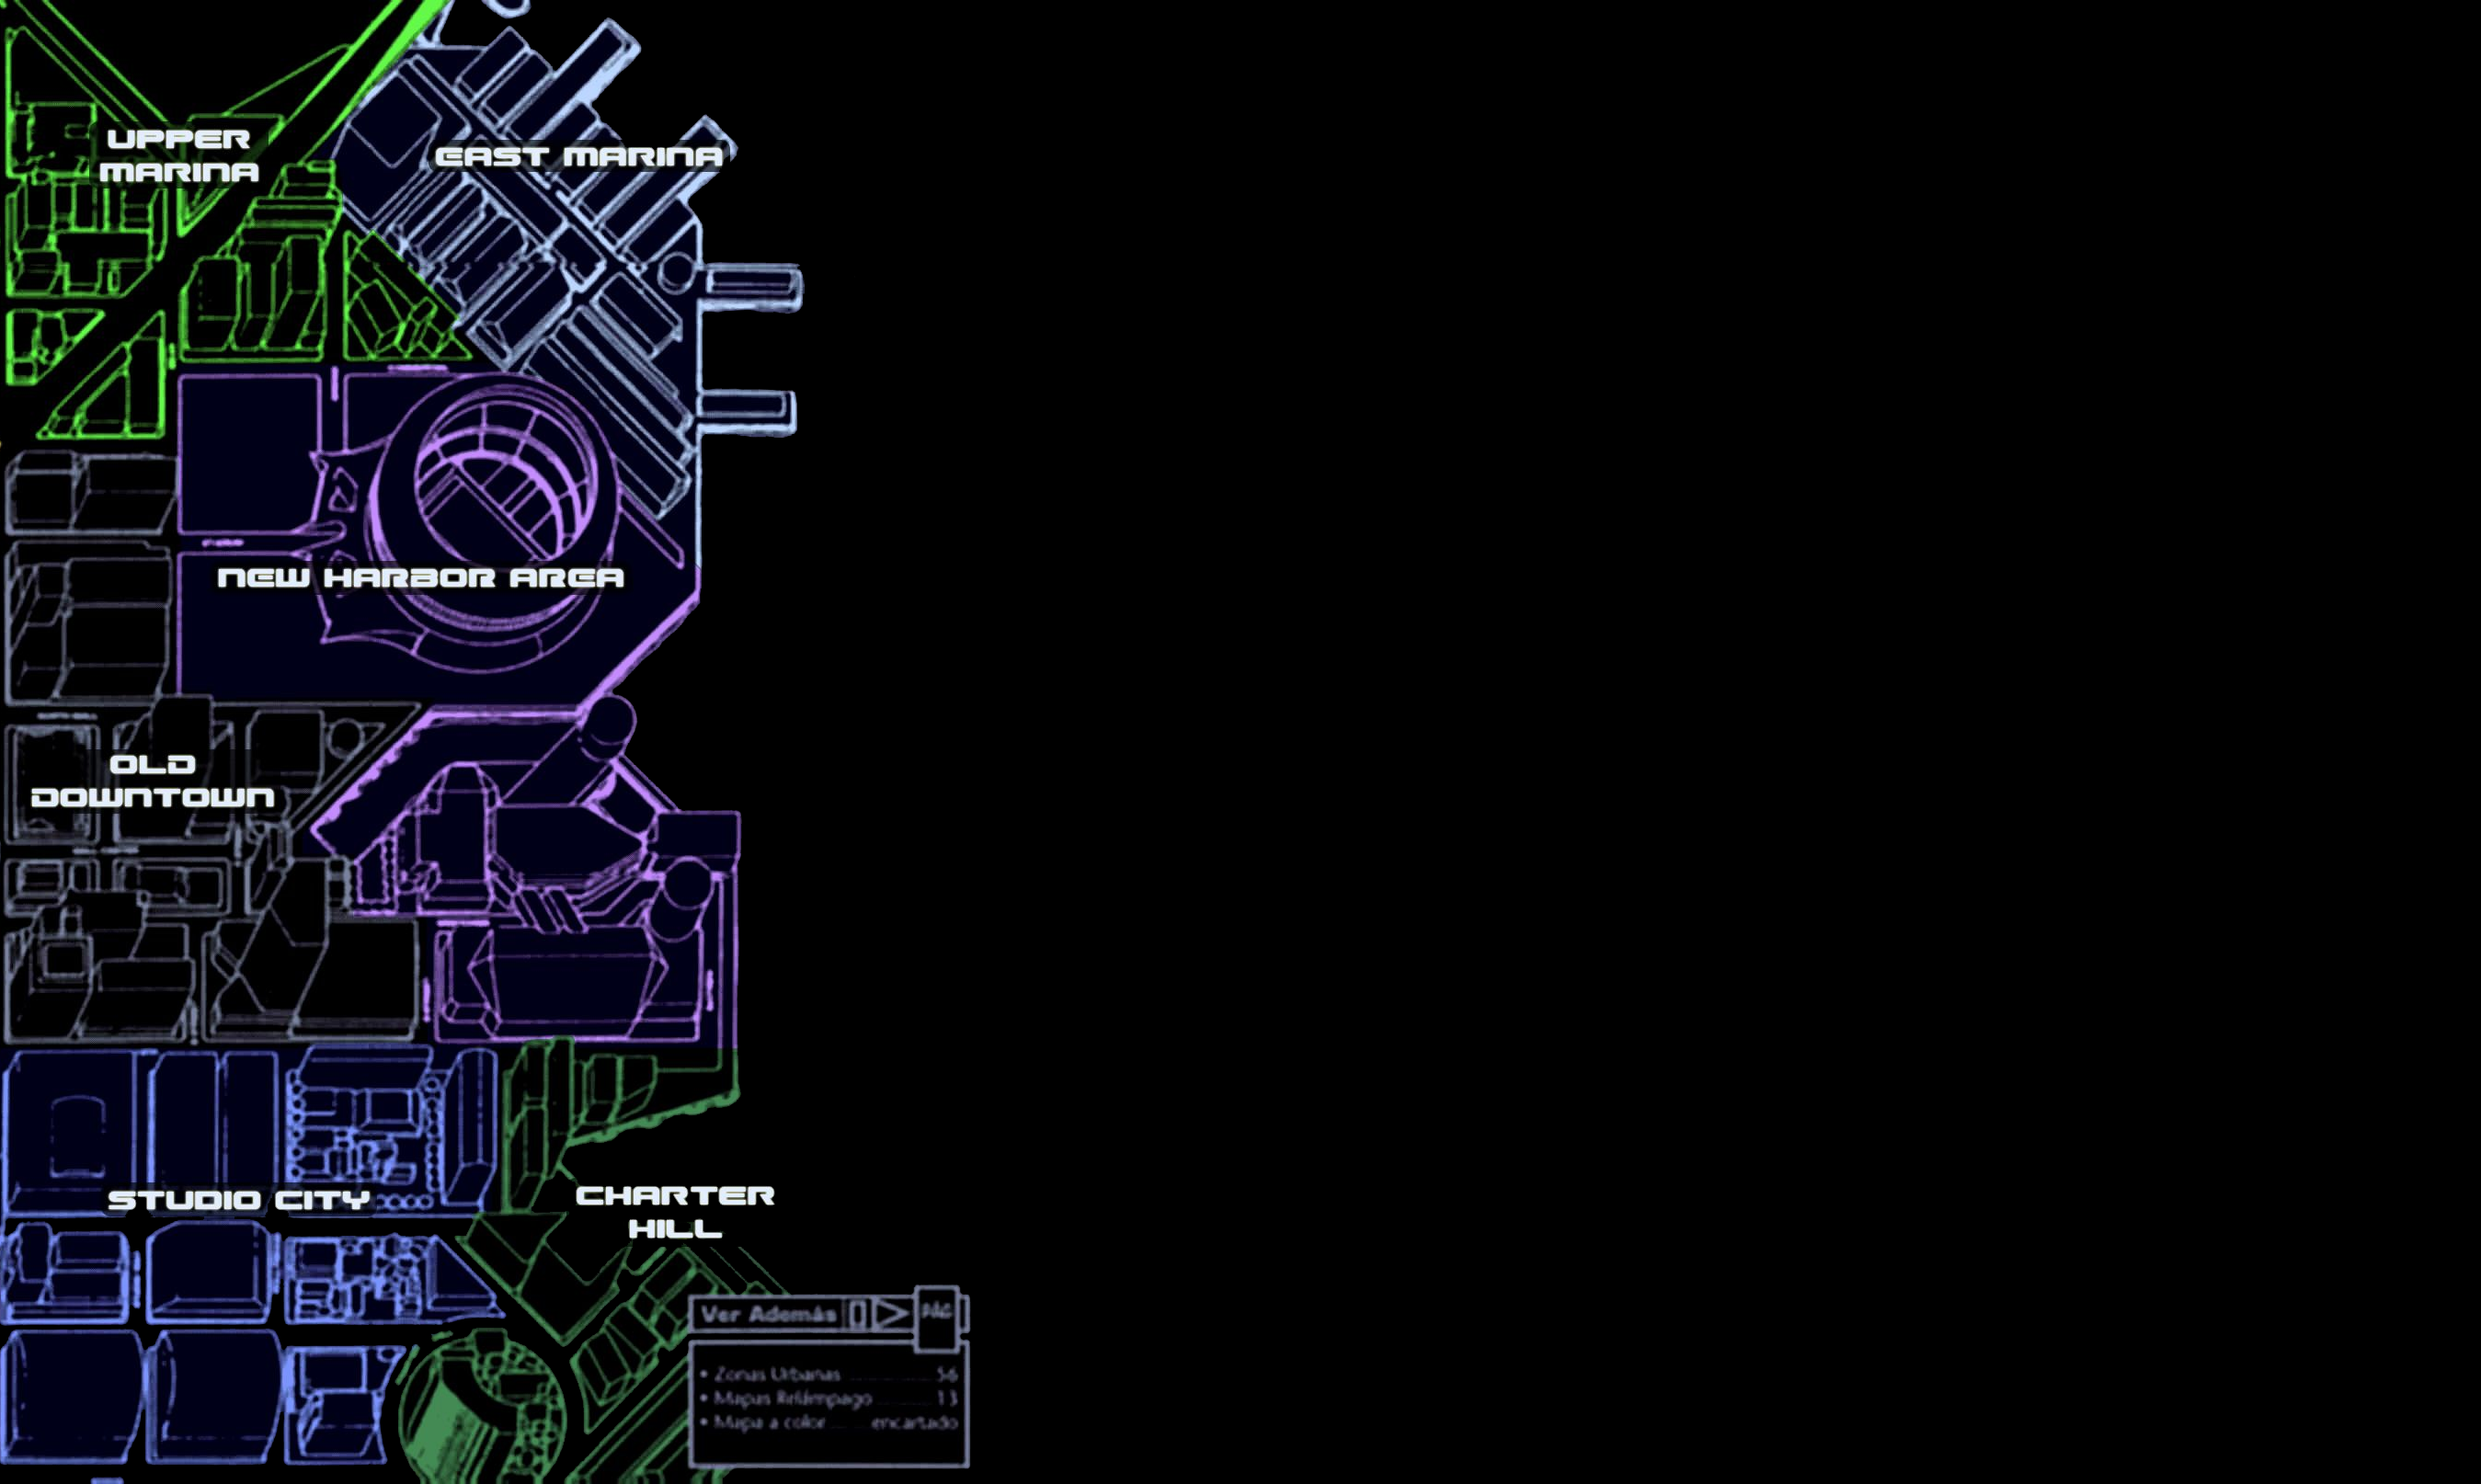 UPPER
MARINA
EAST MARINA
NEW HARBOR AREA
OLD
DOWNTOWN
STUDIO CITY
CHARTER
HILL
Ver Además
PÁG
• Zonas Urbanas 56
• Mapas Relámpago 13
• Mapa a color encartado